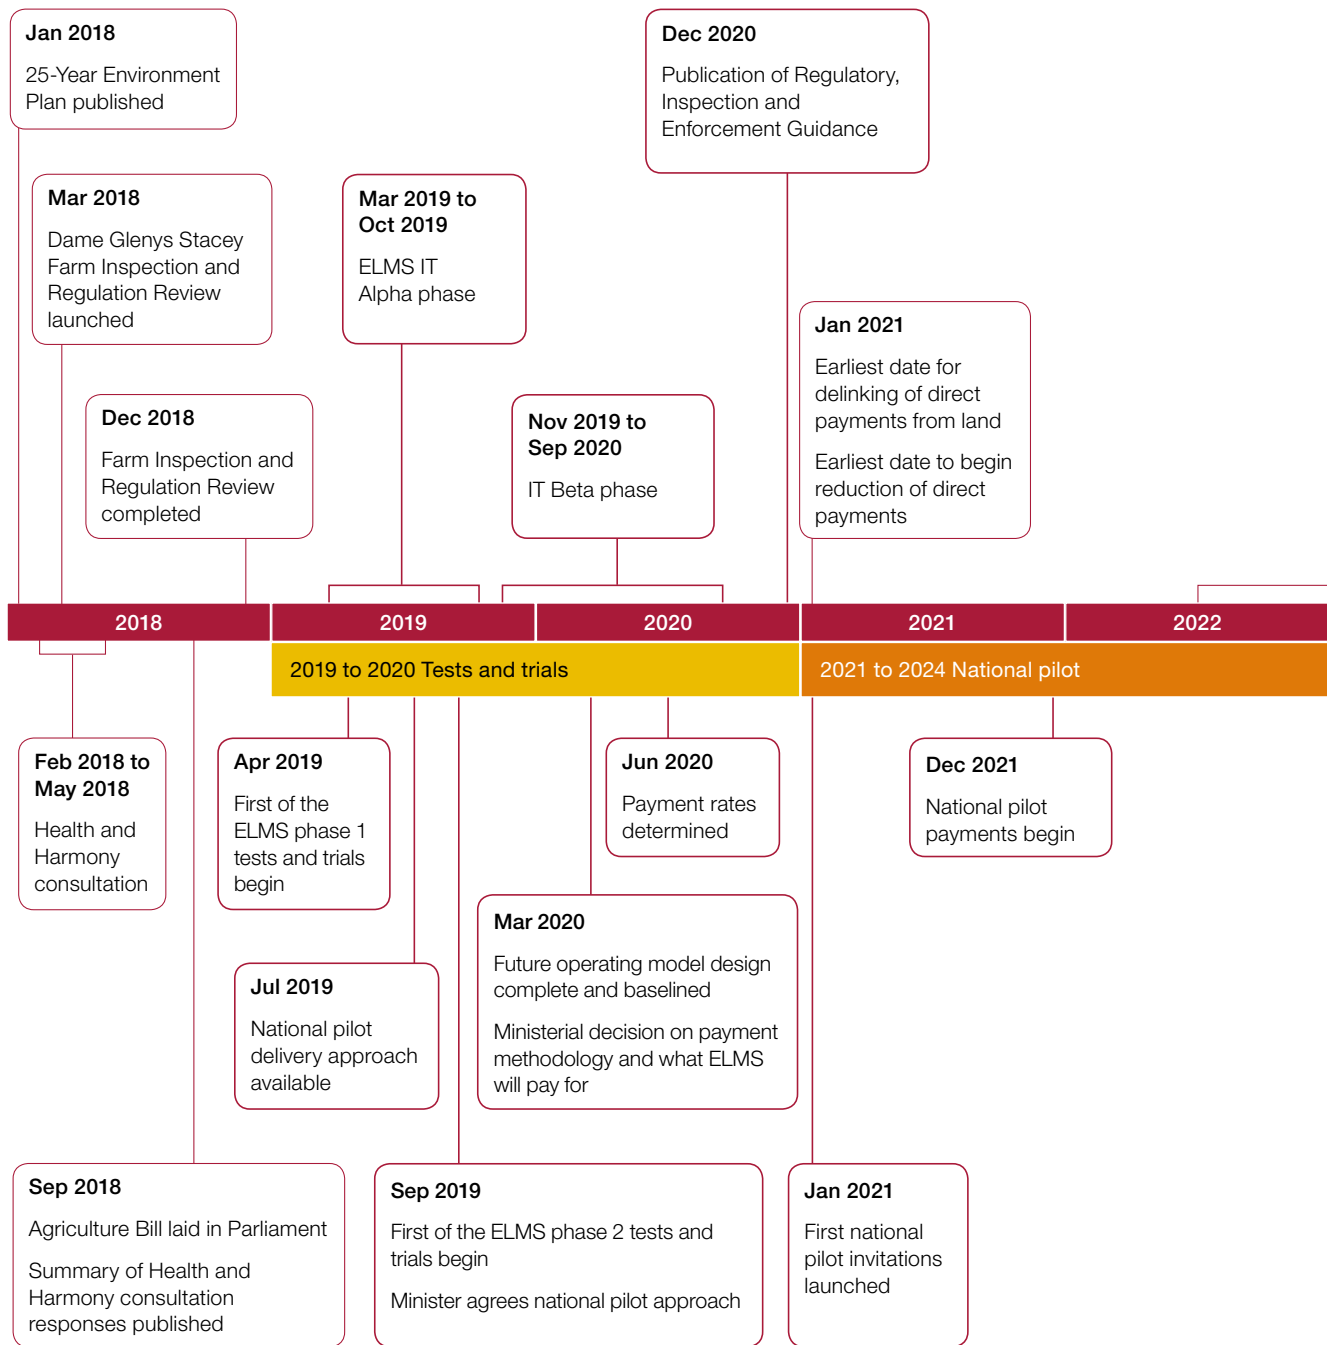 Jan 2018
25-Year Environment
Plan published
Dec 2020
Publication of Regulatory,
Inspection and
Enforcement Guidance
Mar 2018
Dame Glenys Stacey
Farm Inspection and
Regulation Review
launched
Mar 2019 to
Oct 2019
ELMS IT
Alpha phase
Jan 2021
Earliest date for
delinking of direct
payments from land
Earliest date to begin
reduction of direct
payments
Dec 2018
Farm Inspection and
Regulation Review
completed
Nov 2019 to
Sep 2020
IT Beta phase
2018
2019
2020
2021
2022
2019 to 2020 Tests and trials
2021 to 2024 National pilot
Feb 2018 to
May 2018
Health and
Harmony
consultation
Apr 2019
First of the
ELMS phase 1
tests and trials
begin
Jun 2020
Payment rates
determined
Dec 2021
National pilot
payments begin
Mar 2020
Future operating model design
complete and baselined
Ministerial decision on payment
methodology and what ELMS
will pay for
Jul 2019
National pilot
delivery approach
available
Sep 2018
Agriculture Bill laid in Parliament
Summary of Health and
Harmony consultation
responses published
Sep 2019
First of the ELMS phase 2 tests and
trials begin
Minister agrees national pilot approach
Jan 2021
First national
pilot invitations
launched